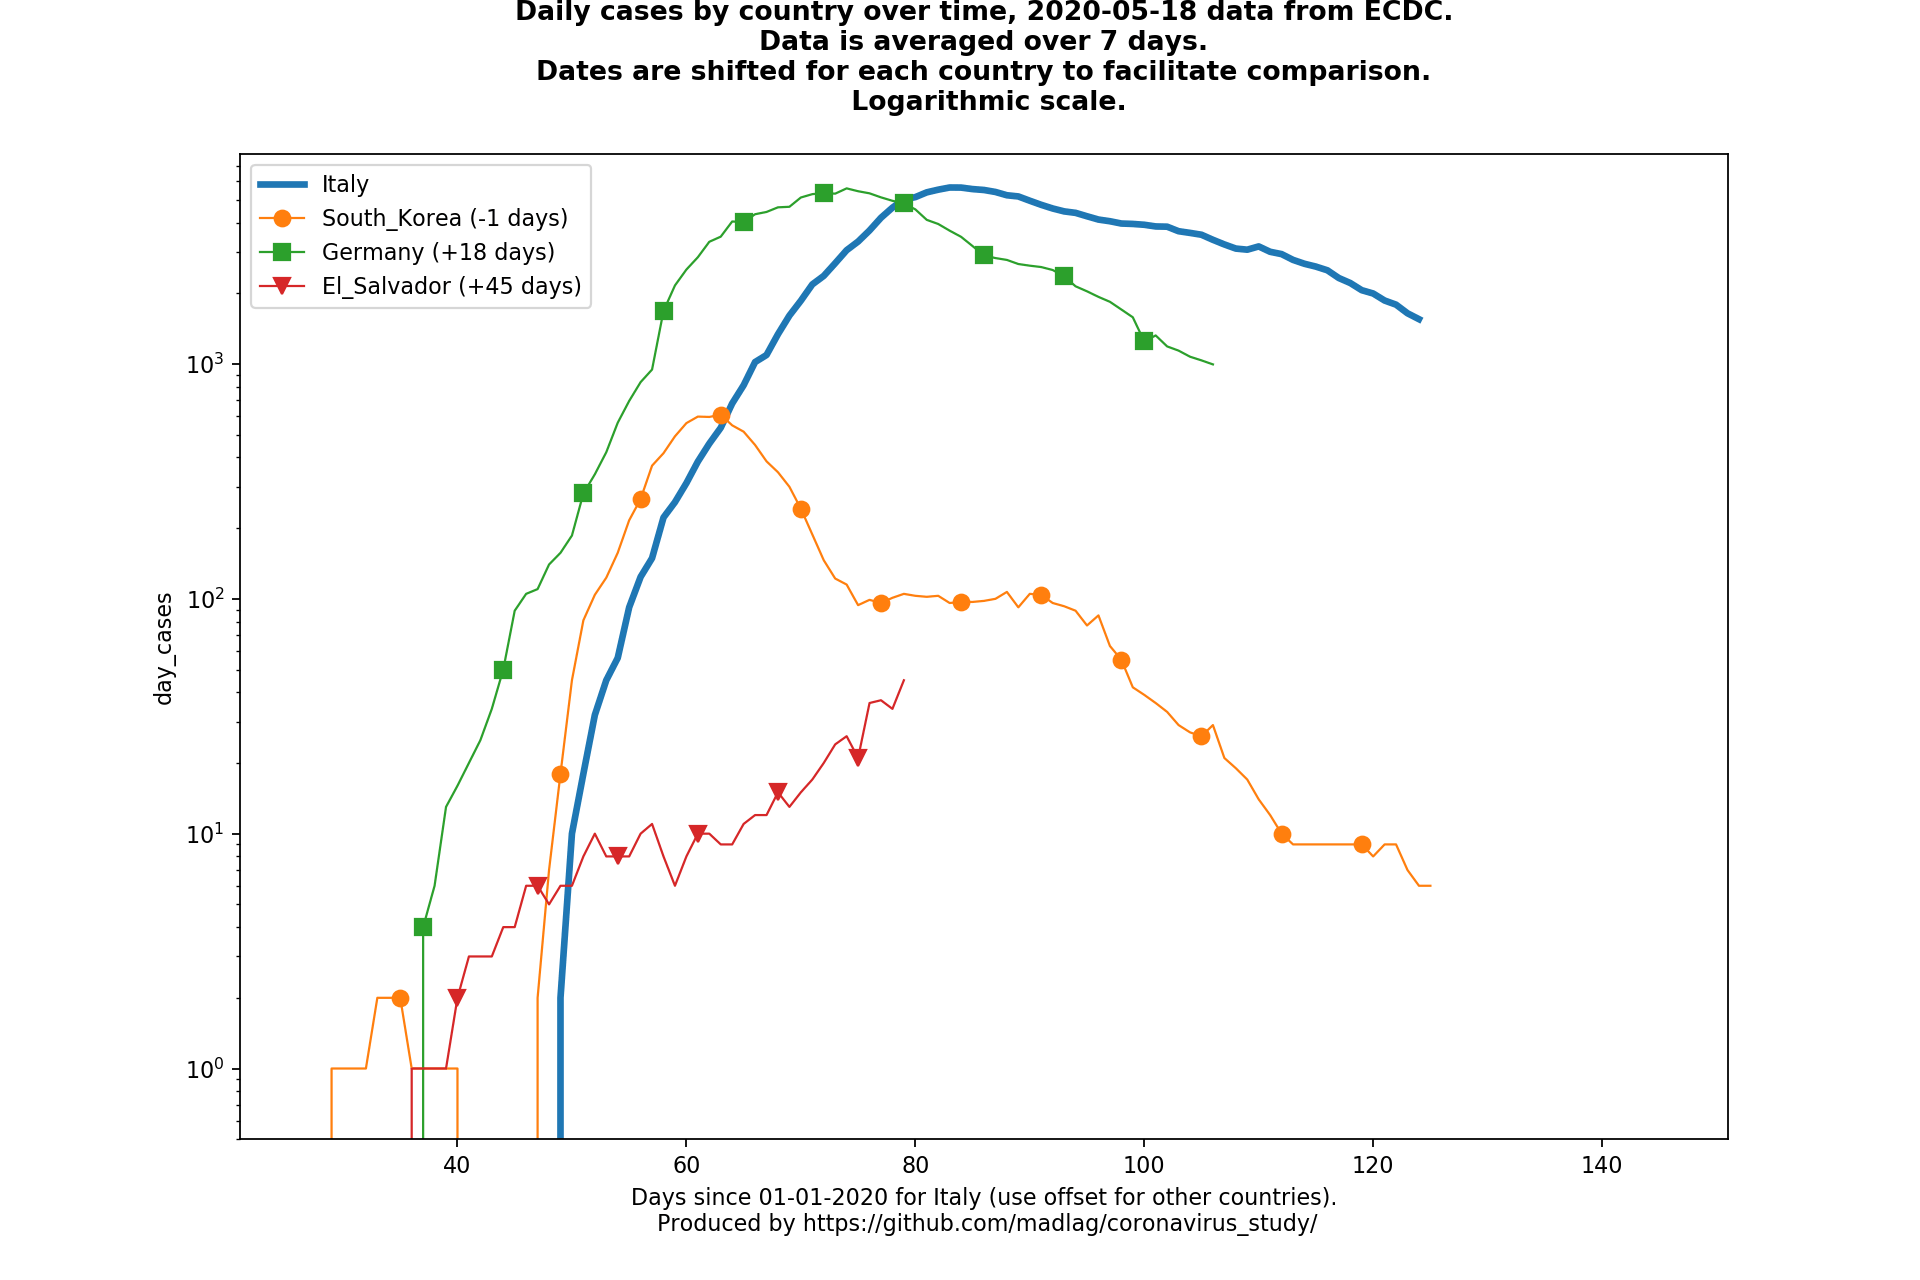 Daily cases by country over time, 2020-05-18 data from ECDC.
Data is averaged over 7 days.
Dates are shifted for each country to facilitate comparison.
Logarithmic scale.
Italy
South_Korea (-1 days)
Germany (+18 days)
El_Salvador (+45 days)
day_cases
10³
10²
10¹
10⁰
40 60 80 100 120 140
Days since 01-01-2020 for Italy (use offset for other countries).
Produced by https://github.com/madlag/coronavirus_study/